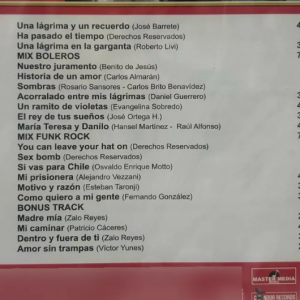 Una lágrima y un recuerdo (José Barrete)
Ha pasado el tiempo (Derechos Reservados)
Una lágrima en la garganta (Roberto Livi)
MIX BOLEROS
Nuestro juramento (Benito de Jesús)
Historia de un amor (Carlos Almarán)
Sombras (Rosario Sansores - Carlos Brito Benavídez)
Acorralado entre mis lágrimas (Daniel Guerrero)
Un ramito de violetas (Evangelina Sobredo)
El rey de tus sueños (José Ortega H.)
María Teresa y Danilo (Hansel Martínez - Raúl Alfonso)
MIX FUNK ROCK
You can leave your hat on (Derechos Reservados)
Sex bomb (Derechos Reservados)
Si vas para Chile (Osvaldo Enrique Motto)
Mi prisionera (Alejandro Vezzani)
Motivo y razón (Esteban Taronji)
Como quiero a mi gente (Fernando González)
BONUS TRACK
Madre mía (Zalo Reyes)
Mi caminar (Patricio Cáceres)
Dentro y fuera de ti (Zalo Reyes)
Amor sin trampas (Víctor Yunes)
MASTER MEDIA